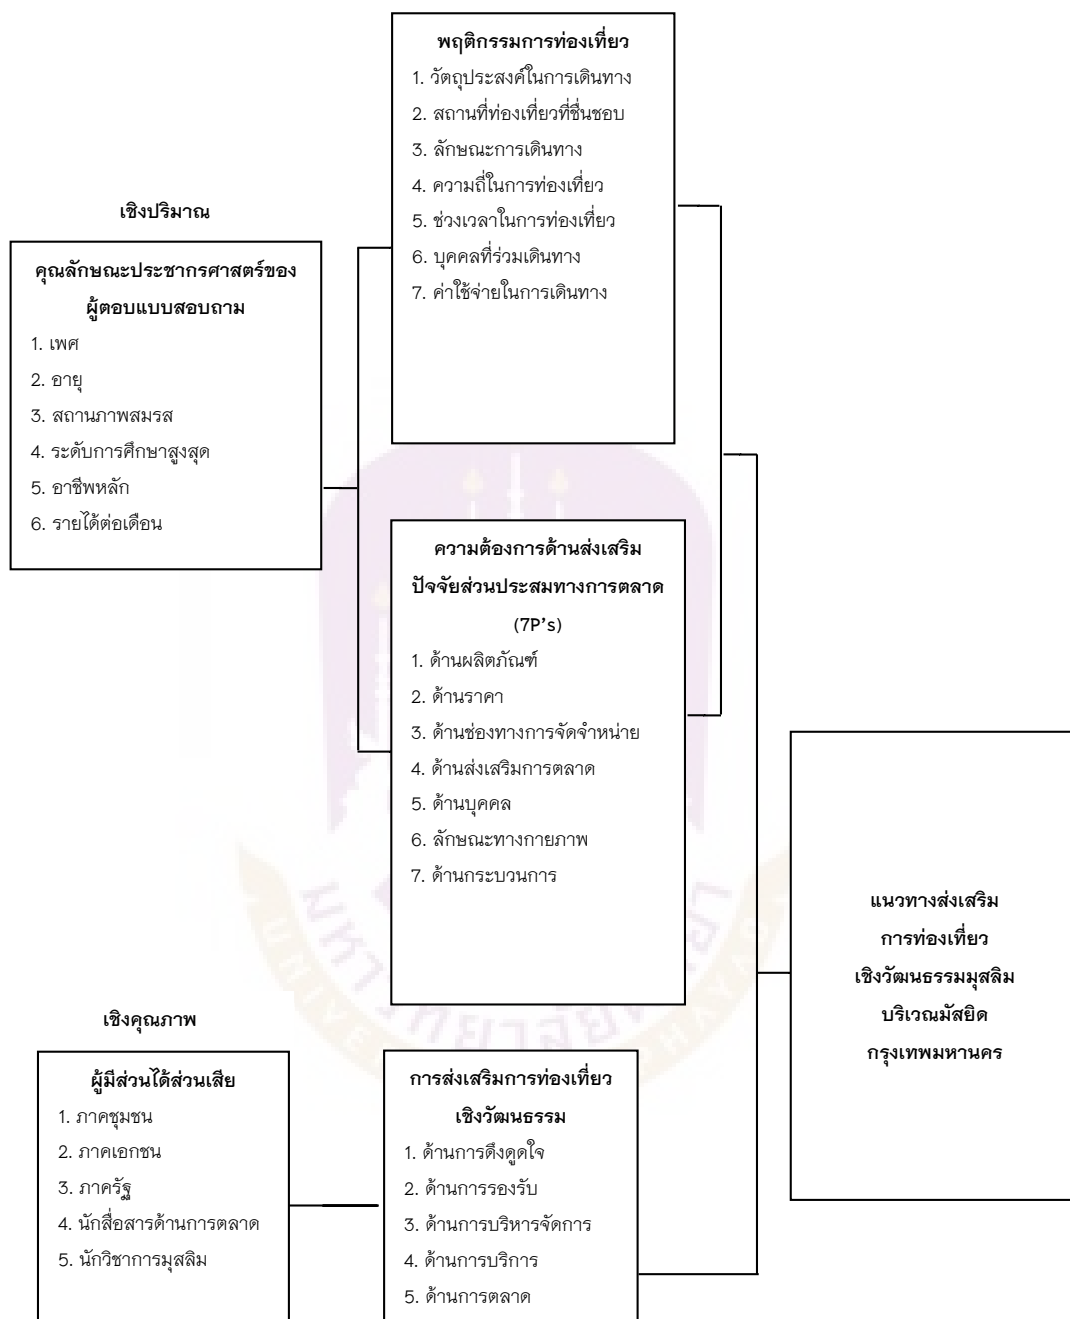 พฤติกรรมการท่องเที่ยว
1. วัตถุประสงค์ในการเดินทาง
2. สถานที่ท่องเที่ยวที่ชื่นชอบ
3. ลักษณะการเดินทาง
4. ความถี่ในการท่องเที่ยว
5. ช่วงเวลาในการท่องเที่ยว
6. บุคคลที่ร่วมเดินทาง
7. ค่าใช้จ่ายในการเดินทาง
เชิงปริมาณ
คุณลักษณะประชากรศาสตร์ของ
ผู้ตอบแบบสอบถาม
1. เพศ
2. อายุ
3. สถานภาพสมรส
4. ระดับการศึกษาสูงสุด
5. อาชีพหลัก
6. รายได้ต่อเดือน
ความต้องการด้านส่งเสริม
ปัจจัยส่วนประสมทางการตลาด
(7P's)
1. ด้านผลิตภัณฑ์
2. ด้านราคา
3. ด้านช่องทางการจัดจำหน่าย
4. ด้านส่งเสริมการตลาด
5. ด้านบุคคล
6. ลักษณะทางกายภาพ
7. ด้านกระบวนการ
แนวทางส่งเสริม
การท่องเที่ยว
เชิงวัฒนธรรมมุสลิม
บริเวณมัสยิด
กรุงเทพมหานคร
เชิงคุณภาพ
ผู้มีส่วนได้ส่วนเสีย
1. ภาคชุมชน
2. ภาคเอกชน
3. ภาครัฐ
4. นักสื่อสารด้านการตลาด
5. นักวิชาการมุสลิม
การส่งเสริมการท่องเที่ยว
เชิงวัฒนธรรม
1. ด้านการดึงดูดใจ
2. ด้านการรองรับ
3. ด้านการบริหารจัดการ
4. ด้านการบริการ
5. ด้านการตลาด